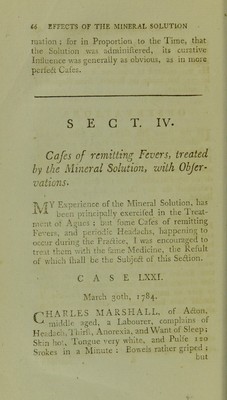 66 EFFECTS OF THE MINERAL SOLUTION
mation; for in Proportion to the Time, that
the Solution was adminiſtered, its curative
Influence was generally as obvious, as in more
perfect Caſes.
SECT. IV.
Caſes of remitting Fevers, treated
by the Mineral Solution, with Obſer-
vations.
MY Experience of the Mineral Solution, has
been principally exerciſed in the Treat-
ment of Agues; but ſome Caſes of remitting
Fevers, and periodic Headachs, happening to
occur during the Practice, I was encouraged to
treat them with the ſame Medicine, the Reſult
of which ſhall be the Subject of this Section.
CASE LXXI.
March 30th, 1784.
CHARLES MARSHALL, of Acton,
middle aged, a Labourer, complains of
Headach, Thirſt, Anorexia, and Want of Sleep;
Skin hot, Tongue very white, and Pulſe 120
Strokes in a Minute: Bowels rather griped;
but